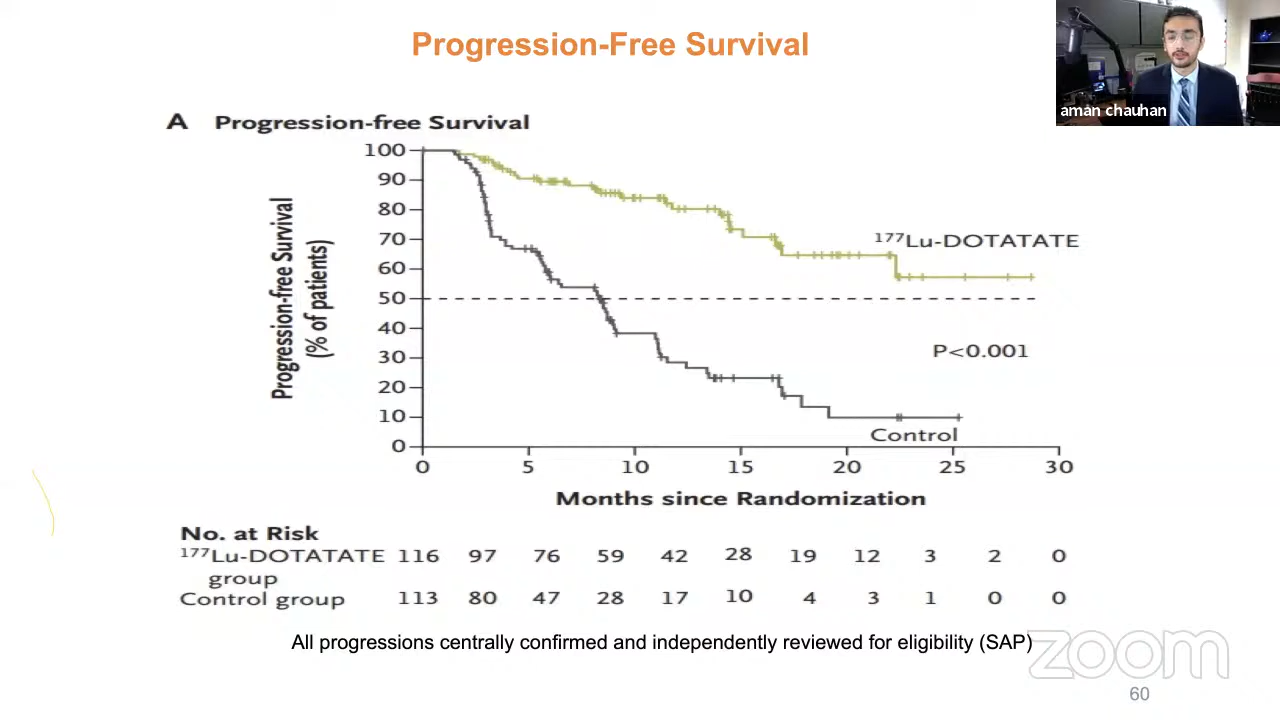 Progression-Free Survival
aman chauhan
A Progression-free Survival
Progression-free Survival
(% of patients)
100
90
80
70
60
50
40
30
20
10
0
177Lu-DOTATATE
P<0.001
Control
0 5 10 15 20 25 30
Months since Randomization
No. at Risk
177Lu-DOTATATE 116 97 76 59 42 28 19 12 3 2 0
group
Control group 113 80 47 28 17 10 4 3 1 0 0
All progressions centrally confirmed and independently reviewed for eligibility (SAP)
zoom
60